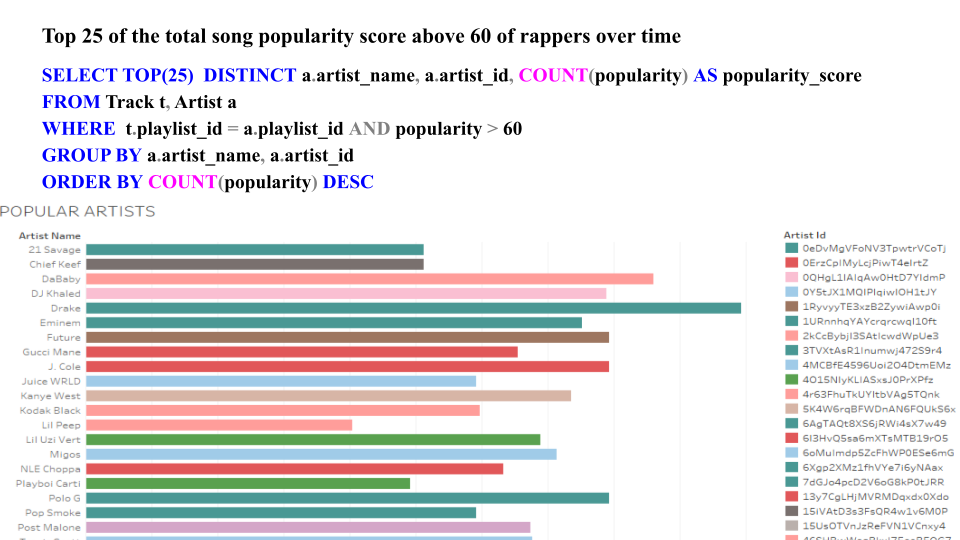 Top 25 of the total song popularity score above 60 of rappers over time
SELECT TOP(25) DISTINCT a.artist_name, a.artist_id, COUNT(popularity) AS popularity_score
FROM Track t, Artist a
WHERE t.playlist_id = a.playlist_id AND popularity > 60
GROUP BY a.artist_name, a.artist_id
ORDER BY COUNT(popularity) DESC
POPULAR ARTISTS
Artist Name
21 Savage
Chief Keef
DaBaby
DJ Khaled
Drake
Eminem
Future
Gucci Mane
J. Cole
Juice WRLD
Kanye West
Kodak Black
Lil Peep
Lil Uzi Vert
Migos
NLE Choppa
Playboi Carti
Polo G
Pop Smoke
Post Malone
Artist Id
0eDvMgVFoNV3TpwtrVCoTj
0ErzCpIMyLcjPiwT4elrtZ
0QHgL1lAIqAw0HtD7YldmP
0Y5tJX1MQlPlqiwlOH1tJY
1RyvyyTE3xzB2ZywiAwp0i
1URnnhqYAYcrqrcwql10ft
2kCcBybjl3SAtIcwdWpUe3
3TVXtAsR1Inumwj472S9r4
4MCBfE4596Uoi2O4DtmEMz
4O15NlyKLIASxsJ0PrXPfz
4r63FhuTkUYltbVAg5TQnk
5K4W6rqBFWDnAN6FQUkS6x
6AgTAQt8XS6jRWi4sX7w49
6l3HvQ5sa6mXTsMTB19rO5
6oMuImdp5ZcFhWP0ESe6mG
6Xgp2XMz1fhVYe7i6yNAax
7dGJo4pcD2V6oG8kP0tJRR
13y7CgLHjMVRMDqxdx0Xdo
15iVAtD3s3FsQR4w1v6M0P
15UsOTVnJzReFVN1VCnxy4